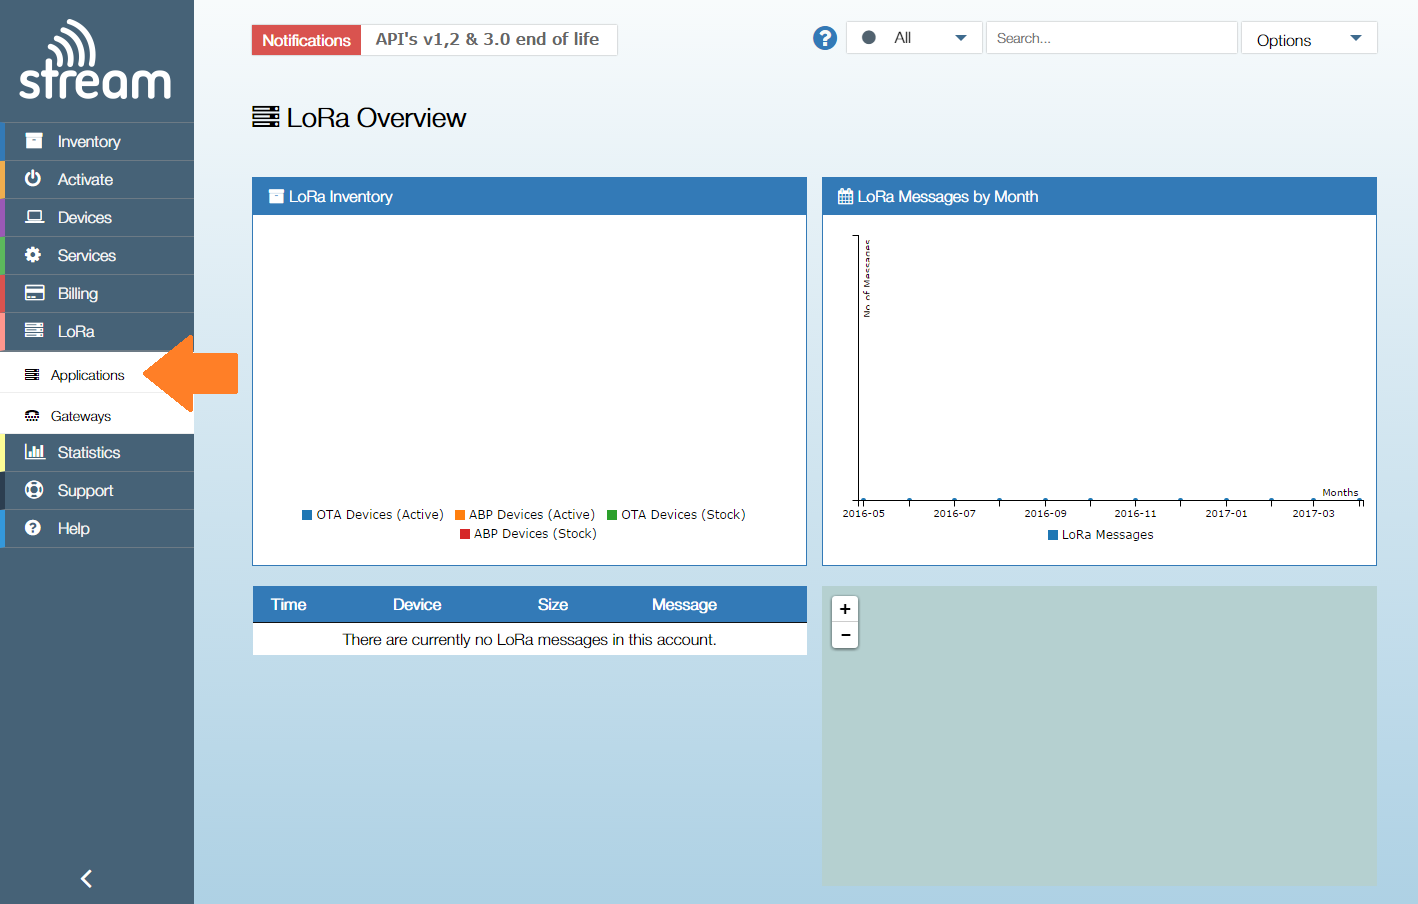 stream
Inventory
Activate
Devices
Services
Billing
LoRa
Applications
Gateways
Statistics
Support
Help
Notifications API's v1,2 & 3.0 end of life
? All Search... Options
LoRa Overview
LoRa Inventory
OTA Devices (Active) ABP Devices (Active) OTA Devices (Stock)
ABP Devices (Stock)
LoRa Messages by Month
No of Messages
Months
2016-05 2016-07 2016-09 2016-11 2017-01 2017-03
LoRa Messages
Time Device Size Message
There are currently no LoRa messages in this account.
+
−